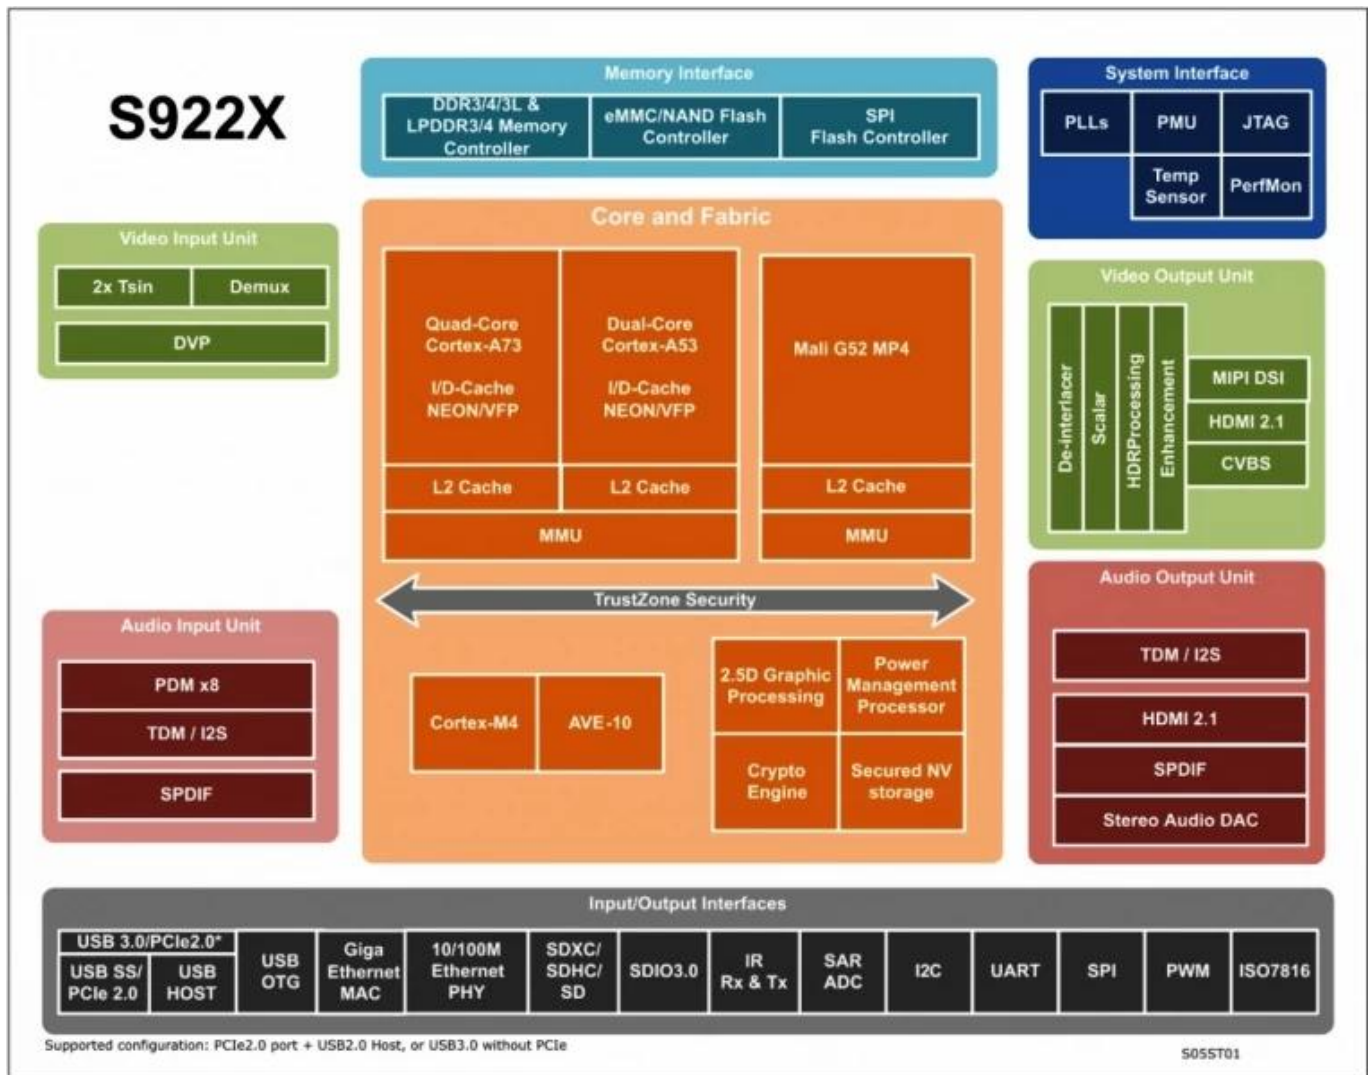 S922X
Memory Interface
DDR3/4/3L &
LPDDR3/4 Memory
Controller
eMMC/NAND Flash
Controller
SPI
Flash Controller
System Interface
PLLs
PMU
JTAG
Temp
Sensor
PerfMon
Video Input Unit
2x Tsin
Demux
DVP
Core and Fabric
Quad-Core
Cortex-A73
I/D-Cache
NEON/VFP
Dual-Core
Cortex-A53
I/D-Cache
NEON/VFP
Mali G52 MP4
L2 Cache
L2 Cache
L2 Cache
MMU
MMU
Video Output Unit
De-interlacer
Scalar
HDRProcessing
Enhancement
MIPI DSI
HDMI 2.1
CVBS
TrustZone Security
Audio Input Unit
PDM x8
TDM / I2S
SPDIF
Cortex-M4
AVE-10
2.5D Graphic
Processing
Power
Management
Processor
Crypto
Engine
Secured NV
storage
Audio Output Unit
TDM / I2S
HDMI 2.1
SPDIF
Stereo Audio DAC
Input/Output Interfaces
USB 3.0/PCIe2.0*
USB SS/
PCIe 2.0
USB
HOST
USB
OTG
Giga
Ethernet
MAC
10/100M
Ethernet
PHY
SDXC/
SDHC/
SD
SDIO3.0
IR
Rx & Tx
SAR
ADC
I2C
UART
SPI
PWM
ISO7816
Supported configuration: PCIe2.0 port + USB2.0 Host, or USB3.0 without PCIe
S05ST01